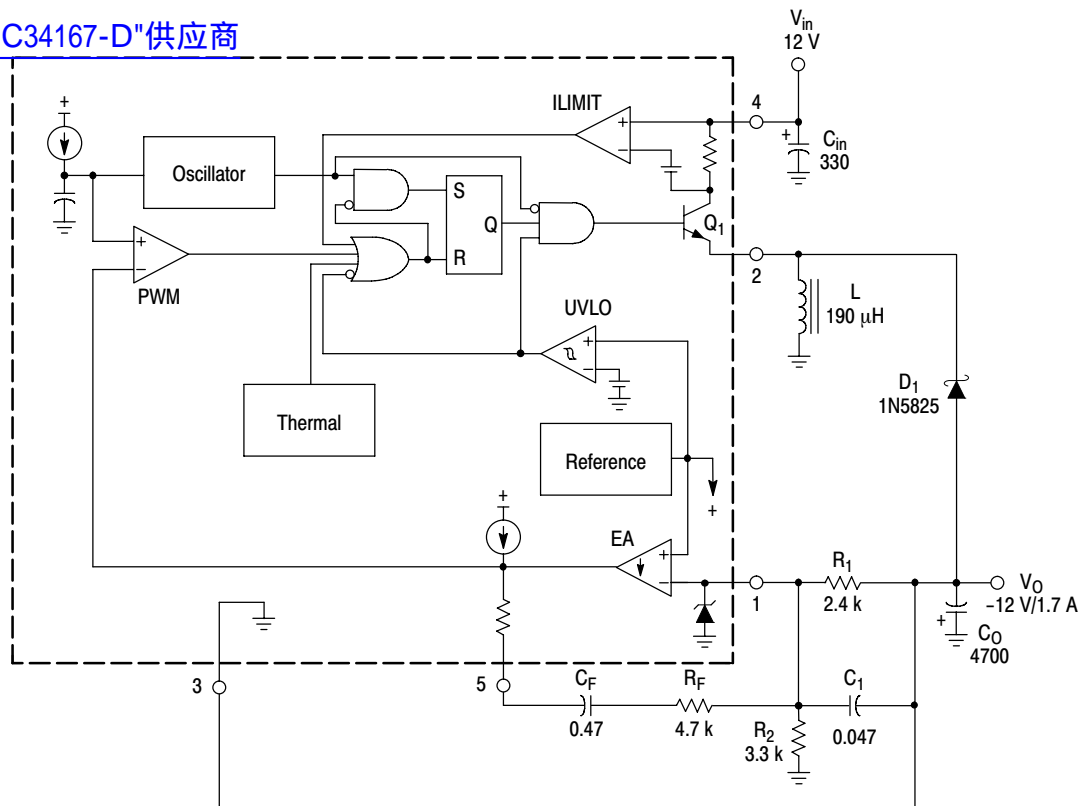 C34167-D"供应商
Vin
12 V
+
ILIMIT
4
+
−
+
Cin
330
Oscillator
S
Q
R
Q1
+
−
PWM
2
L
190 µH
UVLO
+
−
D1
1N5825
Thermal
Reference
+
+
EA
+
−
1
R1
2.4 k
VO
−12 V/1.7 A
+
CO
4700
3
5
CF
0.47
RF
4.7 k
R2
3.3 k
C1
0.047